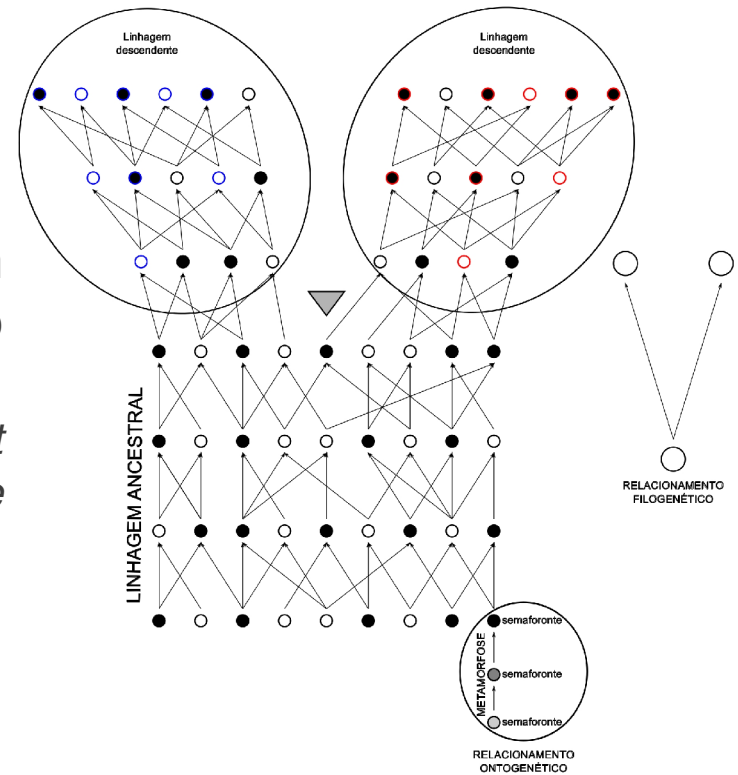 Linhagem
descendente
Linhagem
descendente
LINHAGEM ANCESTRAL
RELACIONAMENTO
FILOGENÉTICO
semaforonte
semaforonte
semaforonte
METAMORFOSE
RELACIONAMENTO
ONTOGENÉTICO